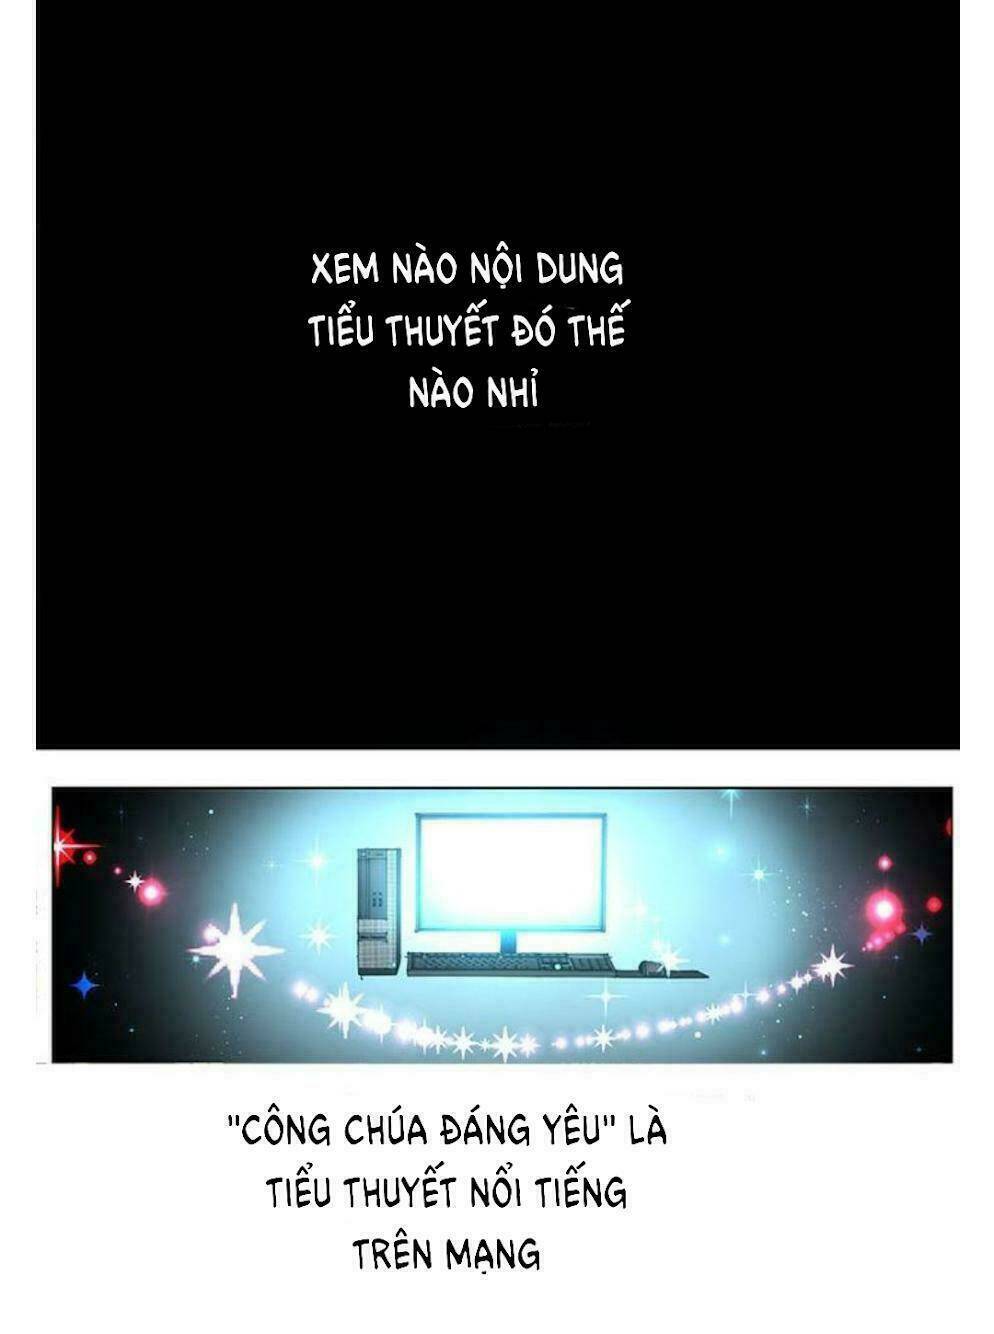 XEM NÀO NỘI DUNG
TIỂU THUYẾT ĐÓ THẾ
NÀO NHỈ
"CÔNG CHÚA ĐÁNG YÊU" LÀ
TIỂU THUYẾT NỔI TIẾNG
TRÊN MẠNG